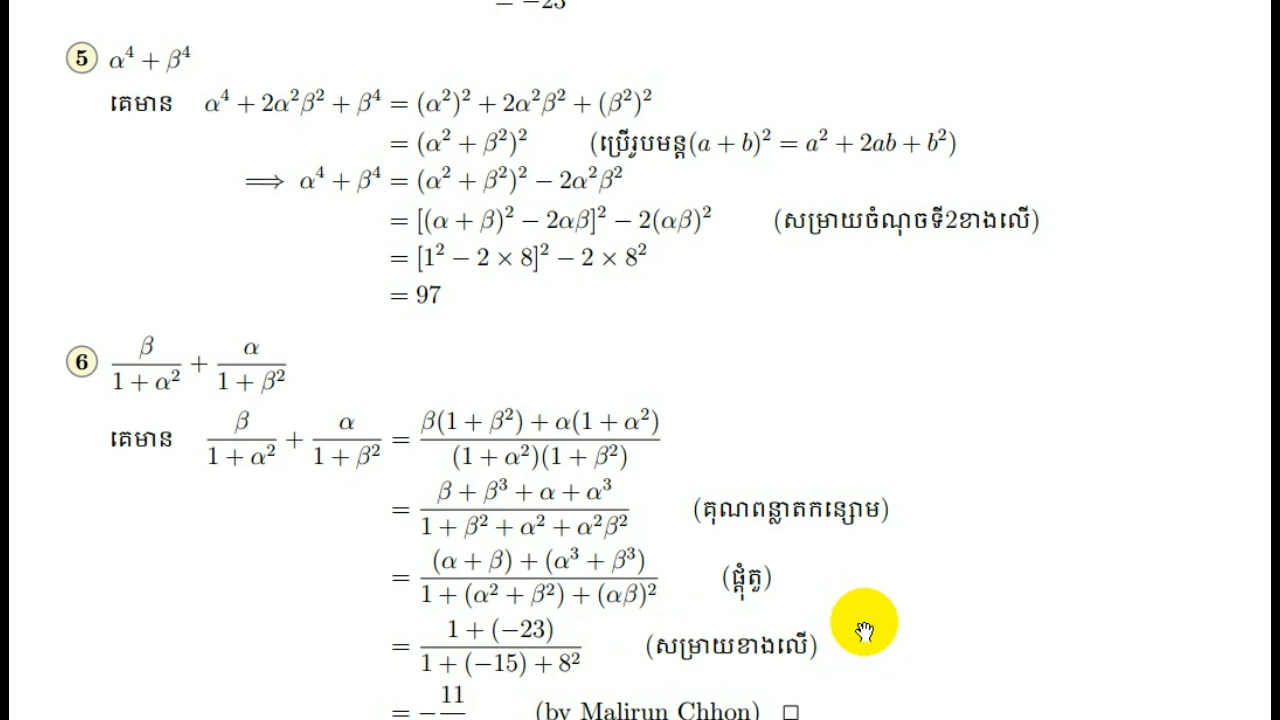 = −23
5 α⁴ + β⁴
គេមាន α⁴ + 2α²β² + β⁴ = (α²)² + 2α²β² + (β²)²
= (α² + β²)² (ប្រើរូបមន្ត(a + b)² = a² + 2ab + b²)
⟹ α⁴ + β⁴ = (α² + β²)² − 2α²β²
= [(α + β)² − 2αβ]² − 2(αβ)² (សម្រាយចំណុចទី2ខាងលើ)
= [1² − 2 × 8]² − 2 × 8²
= 97
6 β/(1 + α²) + α/(1 + β²)
គេមាន β/(1 + α²) + α/(1 + β²) = (β(1 + β²) + α(1 + α²))/((1 + α²)(1 + β²))
= (β + β³ + α + α³)/(1 + β² + α² + α²β²) (គុណពន្លាតកន្សោម)
= ((α + β) + (α³ + β³))/(1 + (α² + β²) + (αβ)²) (ផ្គុំតួ)
= (1 + (−23))/(1 + (−15) + 8²) (សម្រាយខាងលើ)
= −11/ (by Malirun Chhon) □